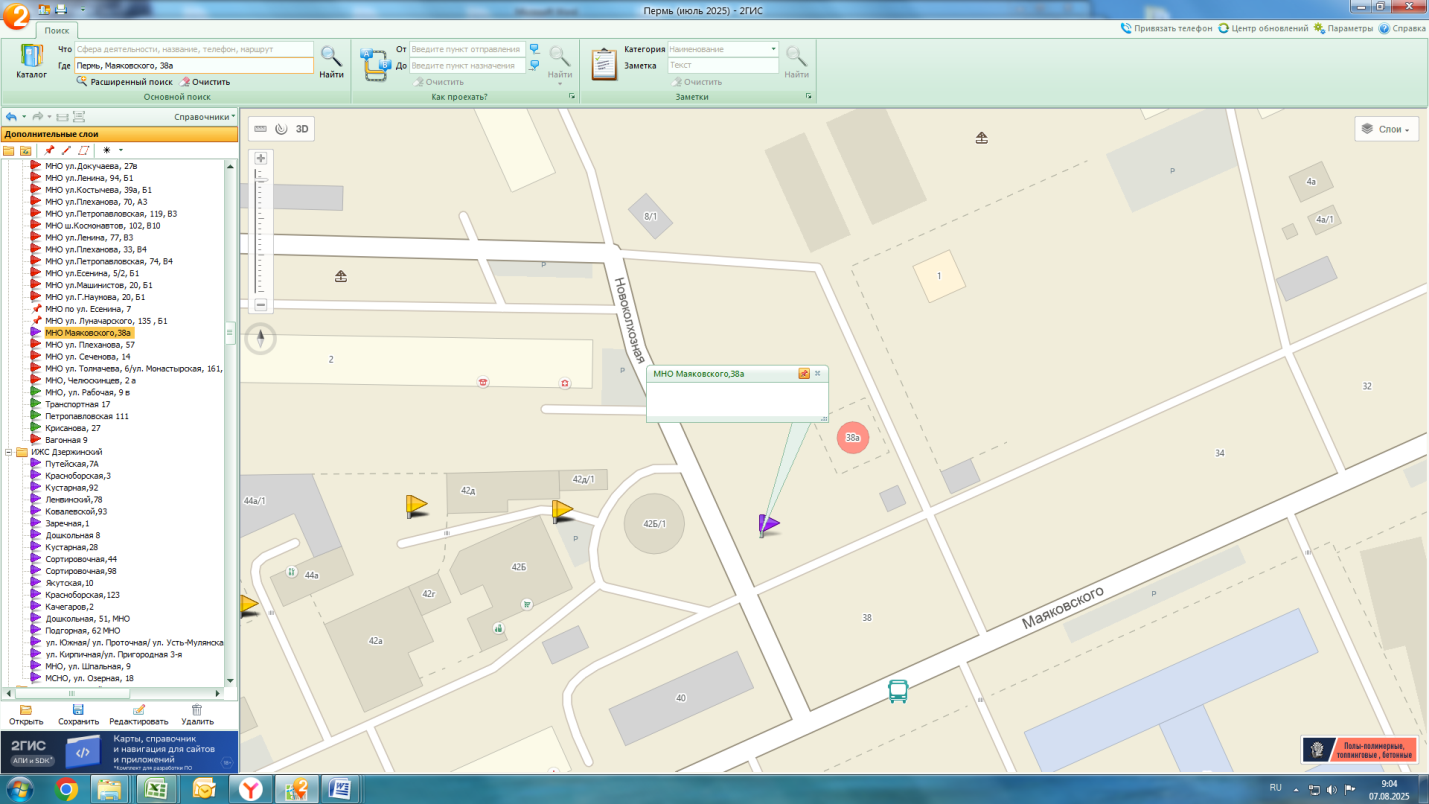 Пермь (июль 2025) - 2ГИС
Поиск
Привязать телефон
Центр обновлений
Параметры
Справка
Каталог
Что Сфера деятельности, название, телефон, маршрут
Где Пермь, Маяковского, 38а
Расширенный поиск Очистить
Найти
Основной поиск
От Введите пункт отправления
До Введите пункт назначения
Очистить
Найти
Как проехать?
Категория Наименование
Заметка Текст
Очистить
Найти
Заметки
Справочники
Дополнительные слои
МНО ул.Докучаева, 27в
МНО ул.Ленина, 94, Б1
МНО ул.Костычева, 39а, Б1
МНО ул.Плеханова, 70, А3
МНО ул.Петропавловская, 119, В3
МНО ш.Космонавтов, 102, В10
МНО ул.Ленина, 77, В3
МНО ул.Плеханова, 33, В4
МНО ул.Петропавловская, 74, В4
МНО ул.Есенина, 5/2, Б1
МНО ул.Машинистов, 20, Б1
МНО ул.Г.Наумова, 20, Б1
МНО по ул. Есенина, 7
МНО ул. Луначарского, 135 , Б1
МНО Маяковского,38а
МНО ул. Плеханова, 57
МНО ул. Сеченова, 14
МНО ул. Толмачева, 6/ул. Монастырская, 161,
МНО, Челюскинцев, 2 а
МНО, ул. Рабочая, 9 в
Транспортная 17
Петропавловская 111
Крисанова, 27
Вагонная 9
ИЖС Дзержинский
Путейская,7А
Красноборская,3
Кустарная,92
Ленвинский,78
Ковалевская,93
Заречная,1
Дошкольная 8
Кустарная,28
Сортировочная,44
Сортировочная,98
Якутская,10
Красноборская,123
Качегаров,2
Дошкольная, 51, МНО
Подгорная, 62 МНО
ул. Южная/ ул. Проточная/ ул. Усть-Мулянска
ул. Кирпичная/ул. Пригородная 3-я
МНО, ул. Шпальная, 9
МСНО, ул. Озерная, 18
Открыть Сохранить Редактировать Удалить
2ГИС
АПИ и SDK*
Карты, справочник
и навигация для сайтов
и приложений
*Комплект для разработки ПО
3D
Слои
8/1
P
4а
4а/1
P
1
Новоколхозная
2
P
МНО Маяковского,38а
38а
32
34
42д
42д/1
44а/1
42Б/1
P
42Б
44а
42г
42а
38
Маяковского
P
40
Полы-полимерные,
топпинговые , бетонные
RU
9:04
07.08.2025